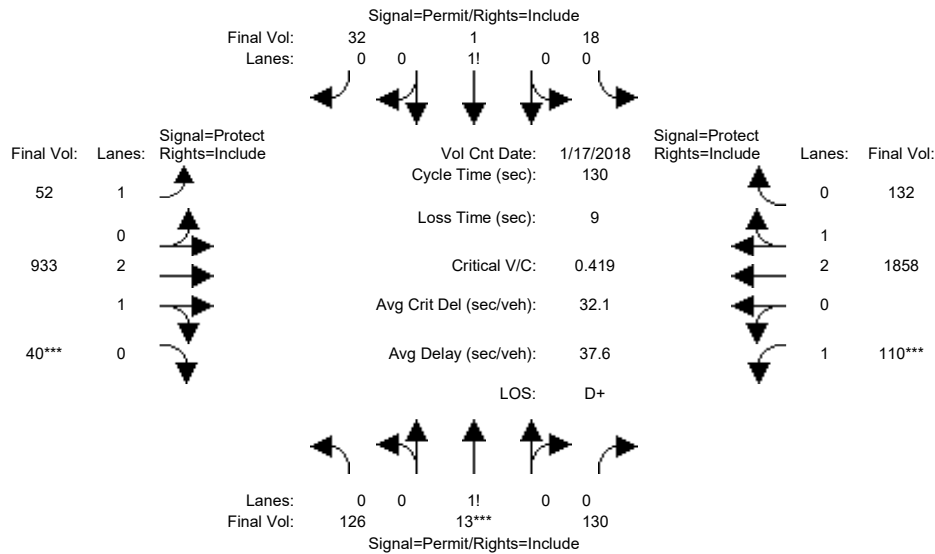 Signal=Permit/Rights=Include
Final Vol: 32 1 18
Lanes: 0 0 1! 0 0
Signal=Protect Signal=Protect
Final Vol: Lanes: Rights=Include Vol Cnt Date: 1/17/2018 Rights=Include Lanes: Final Vol:
Cycle Time (sec): 130
52 1 0 132
Loss Time (sec): 9
0 1
933 2 Critical V/C: 0.419 2 1858
1 Avg Crit Del (sec/veh): 32.1 0
40*** 0 Avg Delay (sec/veh): 37.6 1 110***
LOS: D+
Lanes: 0 0 1! 0 0
Final Vol: 126 13*** 130
Signal=Permit/Rights=Include